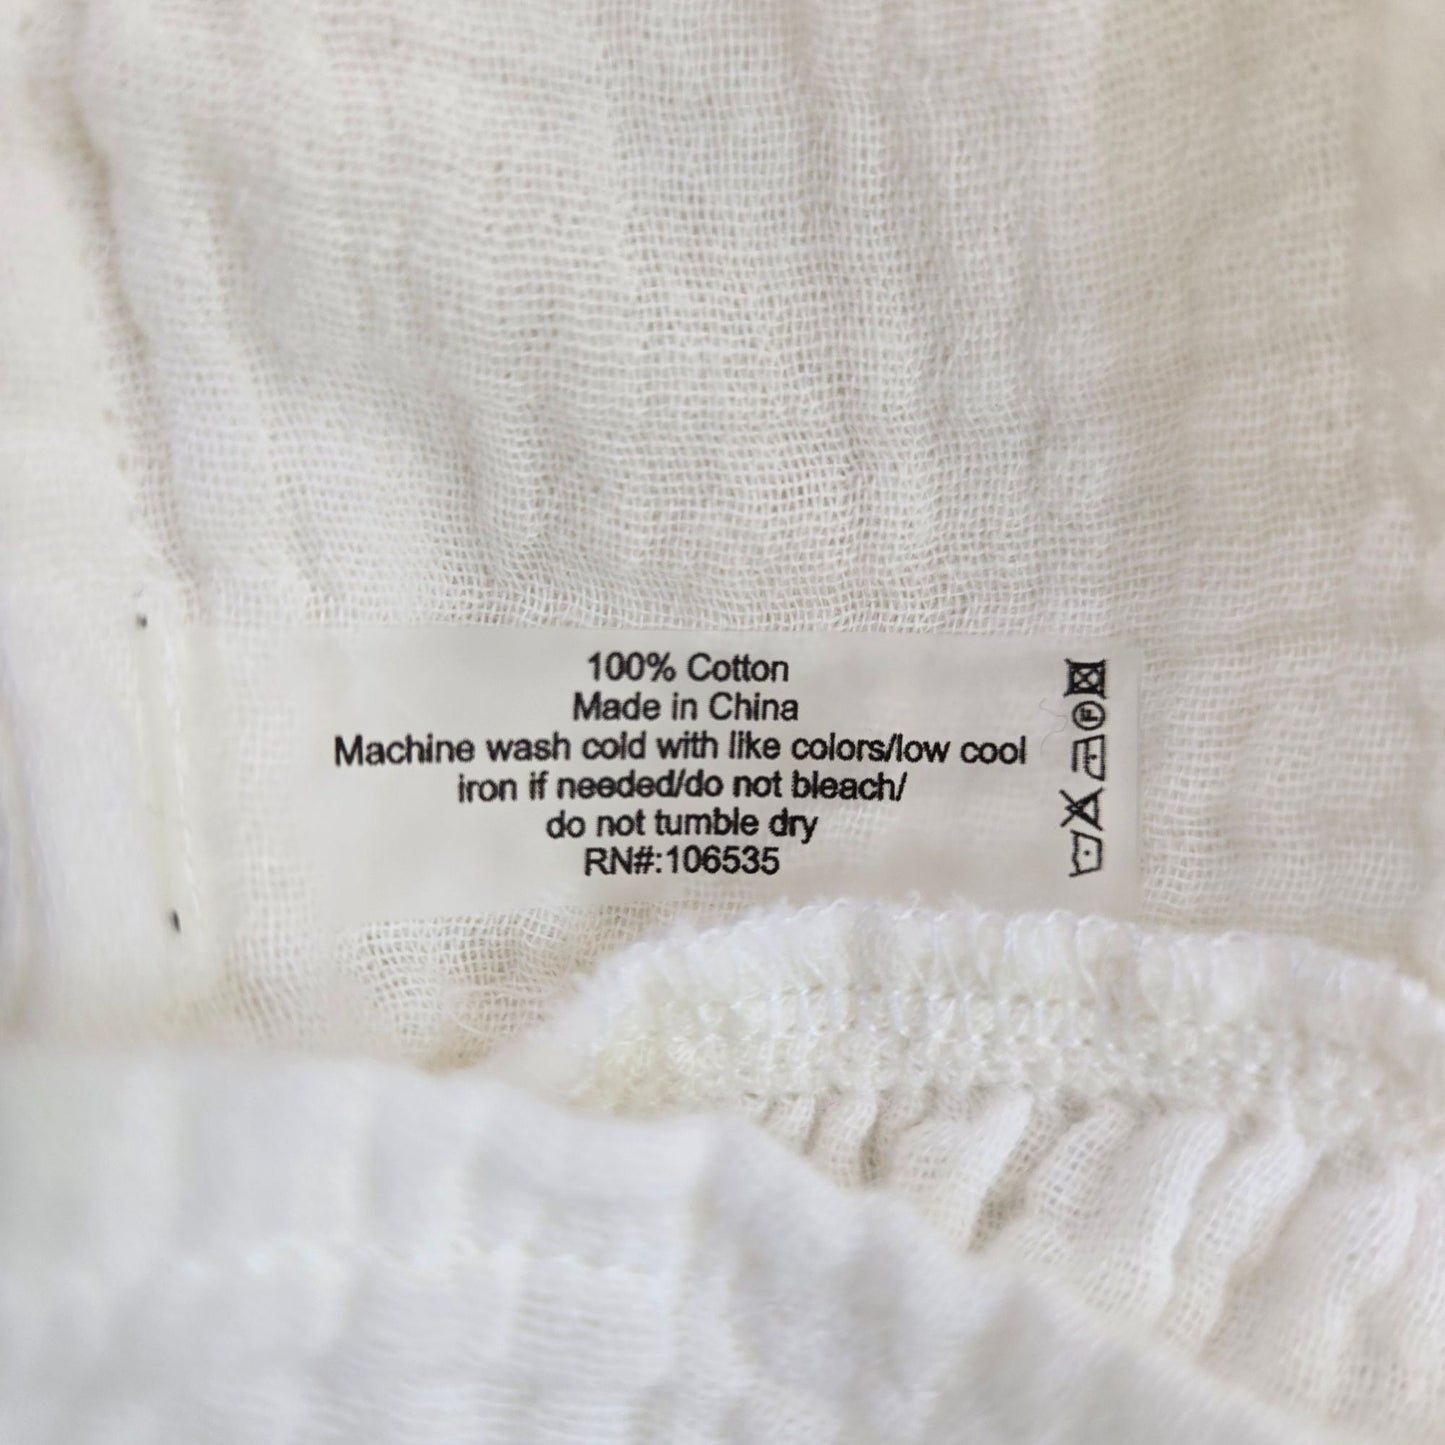 100% Cotton
Made in China
Machine wash cold with like colors/low cool
iron if needed/do not bleach/
do not tumble dry
RN#:106535
F